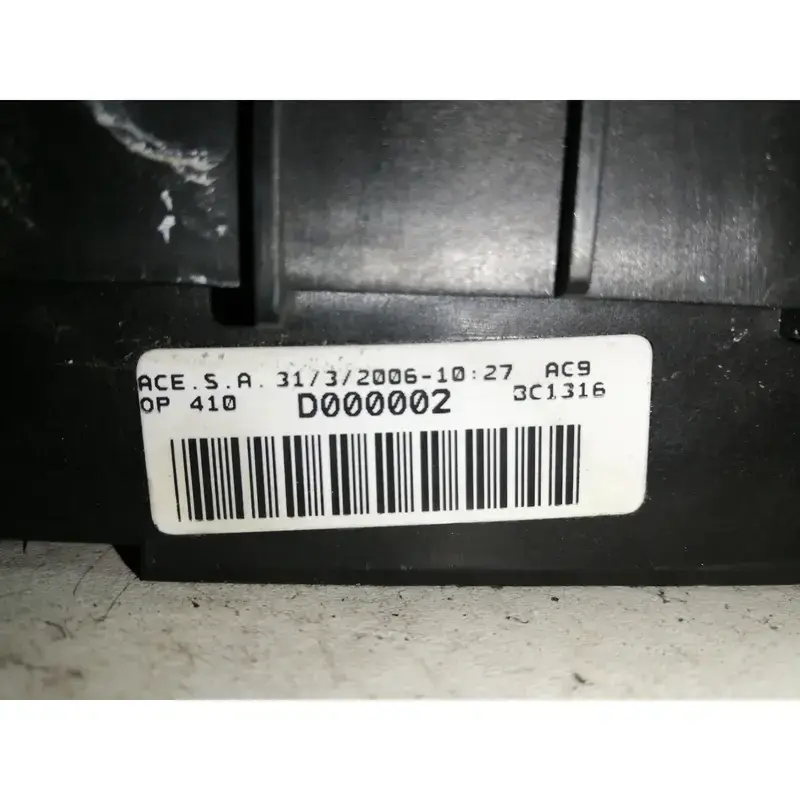 ACE.S.A. 31/3/2006-10:27 AC9
OP 410 D000002 3C1316